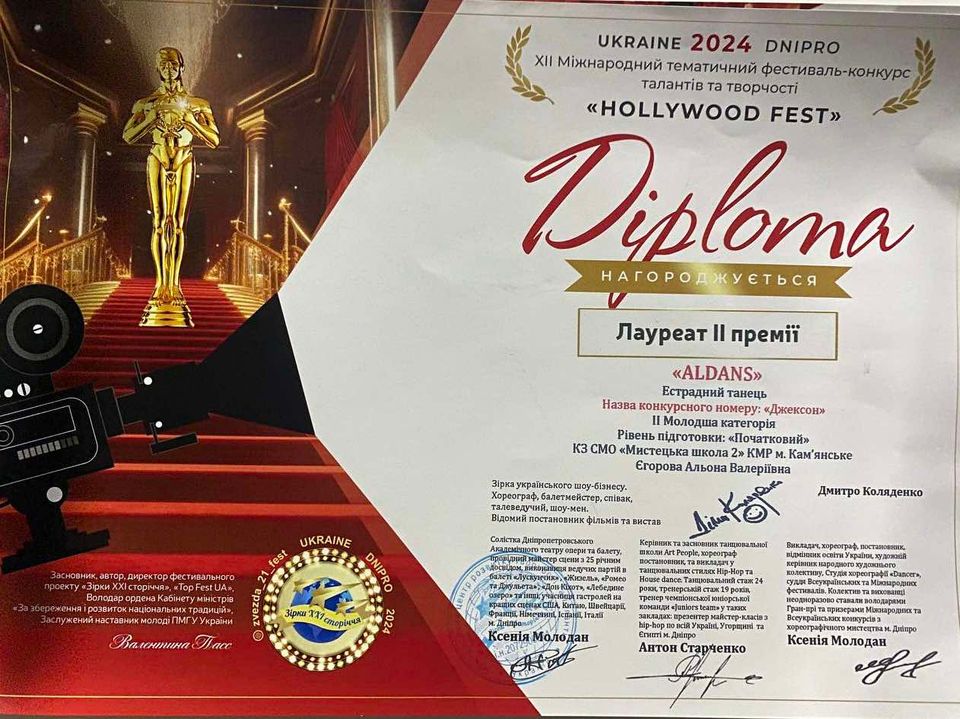 UKRAINE 2024 DNIPRO
XII Міжнародний тематичний фестиваль-конкурс
талантів та творчості
«HOLLYWOOD FEST»
Diploma
НАГОРОДЖУЄТЬСЯ
Лауреат II премії
«ALDANS»
Естрадний танець
Назва конкурсного номеру: «Джексон»
II Молодша категорія
Рівень підготовки: «Початковий»
КЗ СМО «Мистецька школа 2» КМР м. Кам'янське
Єгорова Альона Валеріївна
Зірка українського шоу-бізнесу.
Хореограф, балетмейстер, співак,
талеведучий, шоу-мен.
Відомий постановник фільмів та вистав
Дмитро Коляденко
Солістка Дніпропетровського
Академічного театру опери та балету,
провідний майстер сцени з 25 річним
досвідом, виконавиця ведучих партій в
балеті «Лускунчик», «Жизель», «Ромео
та Джульєта», «Дон Кіхот», «Лебедине
озеро» та інш; учасниця гастролей на
кращих сценах США, Китаю, Швейцарії,
Франції, Німеччині, Іспанії, Італії
м. Дніпро
Ксенія Молодан
Керівник та засновник танцювальної
школи Art People, хореограф
постановник, та викладач у
танцювальних стилях Hip-Hop та
House dance. Танцювальний стаж 24
роки, тренерській стаж 19 років,
тренер чемпіонської юніорської
команди «Juniors team» у таких
закладах: презентер майстер-класів з
hip-hop по всій Україні, Угорщині та
Єгипті м. Дніпро
Антон Старченко
Викладач, хореограф, постановник,
відмінник освіти України, художній
керівник народного художнього
колективу, Студія хореографії «Dancer»,
суддя Всеукраїнських та Міжнародних
фестивалів. Колектив та вихованці
неодноразово ставали володарями
Гран-прі та призерами Міжнародних та
Всеукраїнських конкурсів з
хореографічного мистецтва м. Дніпро
Ксенія Молодан
Засновник, автор, директор фестивального
проекту «Зірки XXI сторіччя», «Top Fest UA»,
Володар ордена Кабінету міністрів
«За збереження і розвиток національних традицій»,
Заслужений наставник молоді ПМГУ України
Валентина Пасс
@ zvezda 21 fest UKRAINE DNIPRO 2024
Зірки XXI сторіччя